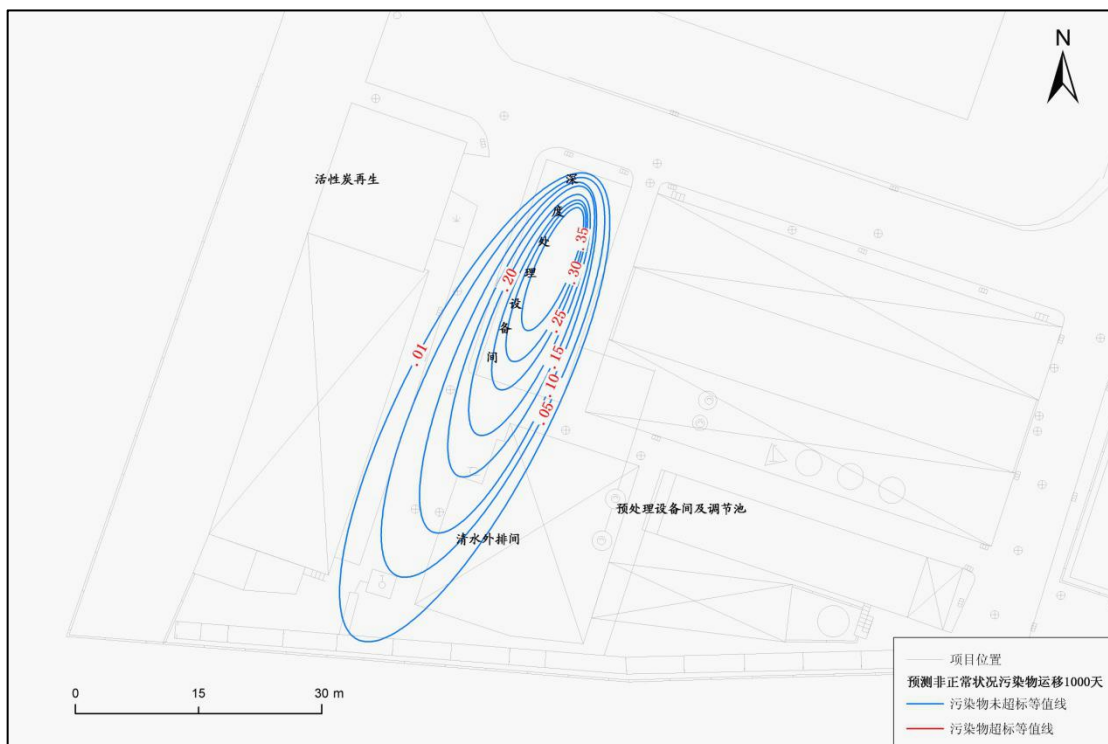 N
活性炭再生
深度处理设备间
.35
.30
.20
.25
.15
.01
.10
.05
预处理设备间及调节池
清水外排间
项目位置
预测非正常状况污染物运移1000天
污染物未超标等值线
污染物超标等值线
0 15 30 m